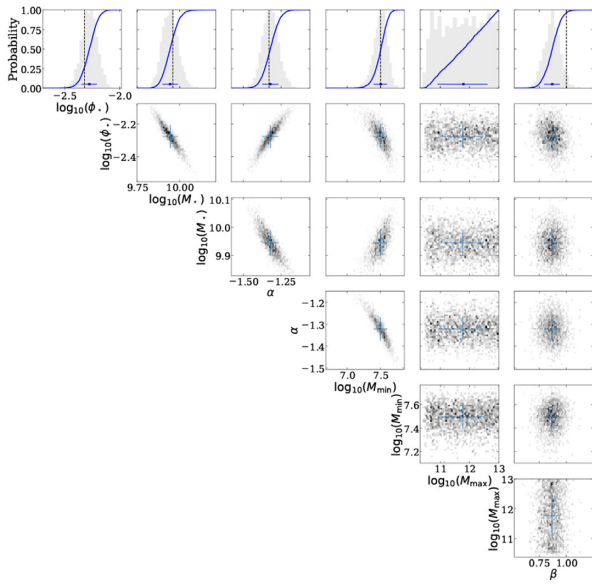 1.00
0.75
0.50
0.25
0.00
Probability
−2.5 −2.0
log₁₀(ϕ⋆)
−2.2
−2.4
log₁₀(ϕ⋆)
9.75 10.00
log₁₀(M⋆)
10.1
10.0
9.9
log₁₀(M⋆)
−1.50 −1.25
α
−1.2
−1.3
−1.4
−1.5
α
7.0 7.5
log₁₀(Mmin)
7.6
7.4
7.2
log₁₀(Mmin)
11 12 13
log₁₀(Mmax)
13
12
11
log₁₀(Mmax)
0.75 1.00
β